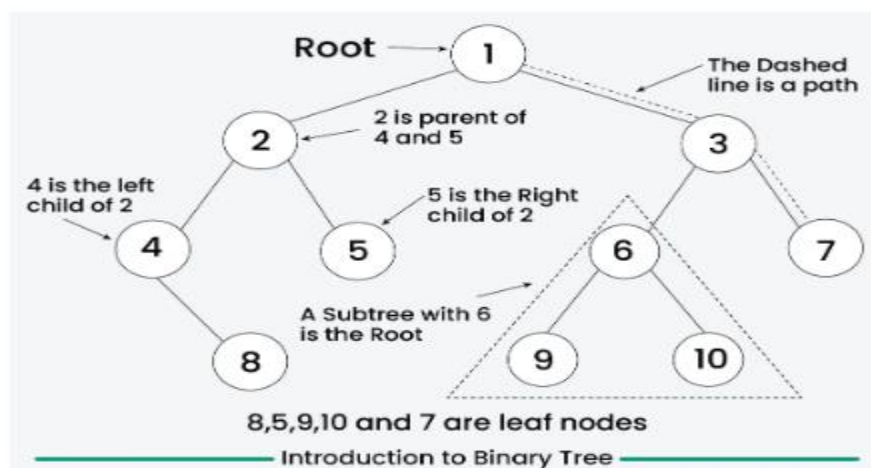 Root
1
The Dashed
line is a path
2 is parent of
4 and 5
2
3
4 is the left
child of 2
5 is the Right
child of 2
4
5
6
7
A Subtree with 6
is the Root
8
9
10
8,5,9,10 and 7 are leaf nodes
Introduction to Binary Tree